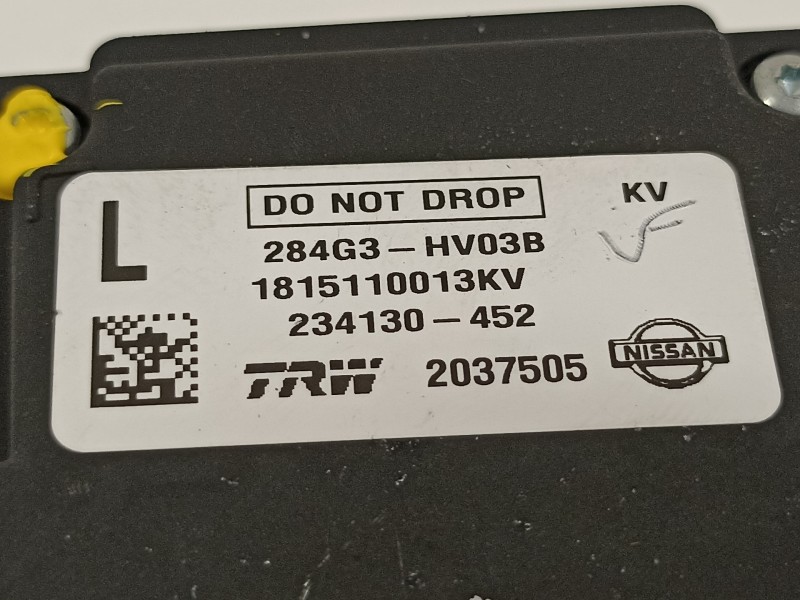 L
DO NOT DROP
KV
284G3-HV03B
1815110013KV
234130-452
TRW 2037505
NISSAN